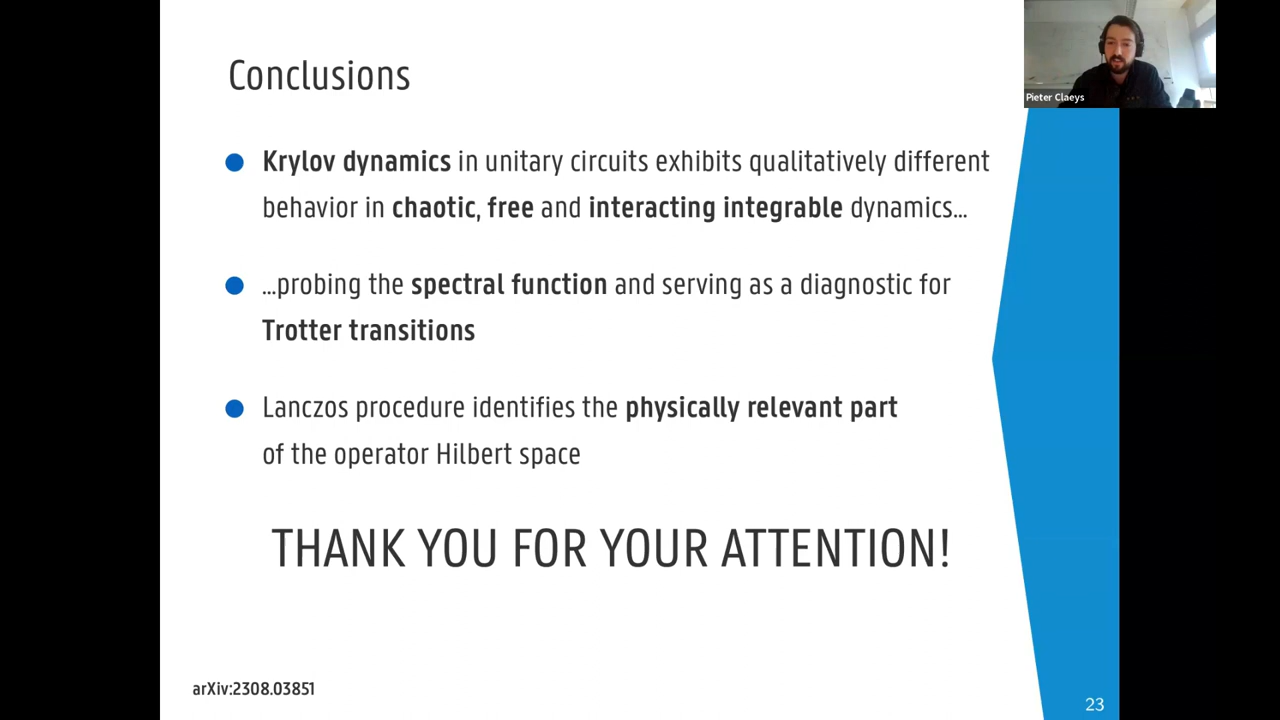 Conclusions
Pieter Claeys
● Krylov dynamics in unitary circuits exhibits qualitatively different
behavior in chaotic, free and interacting integrable dynamics...
● ...probing the spectral function and serving as a diagnostic for
Trotter transitions
● Lanczos procedure identifies the physically relevant part
of the operator Hilbert space
THANK YOU FOR YOUR ATTENTION!
arXiv:2308.03851
23